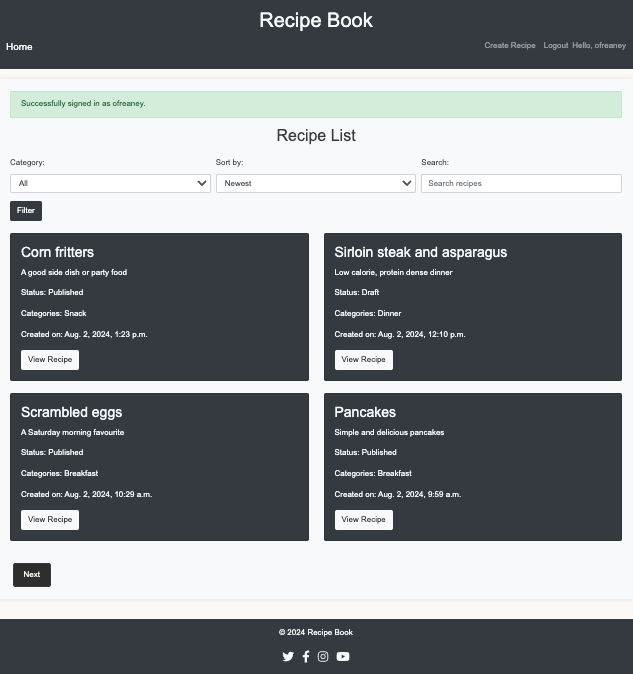 Recipe Book
Home
Create Recipe Logout Hello, ofreaney
Successfully signed in as ofreaney.
Recipe List
Category: Sort by: Search:
All Newest Search recipes
Filter
Corn fritters
A good side dish or party food
Status: Published
Categories: Snack
Created on: Aug. 2, 2024, 1:23 p.m.
View Recipe
Sirloin steak and asparagus
Low calorie, protein dense dinner
Status: Draft
Categories: Dinner
Created on: Aug. 2, 2024, 12:10 p.m.
View Recipe
Scrambled eggs
A Saturday morning favourite
Status: Published
Categories: Breakfast
Created on: Aug. 2, 2024, 10:29 a.m.
View Recipe
Pancakes
Simple and delicious pancakes
Status: Published
Categories: Breakfast
Created on: Aug. 2, 2024, 9:59 a.m.
View Recipe
Next
© 2024 Recipe Book